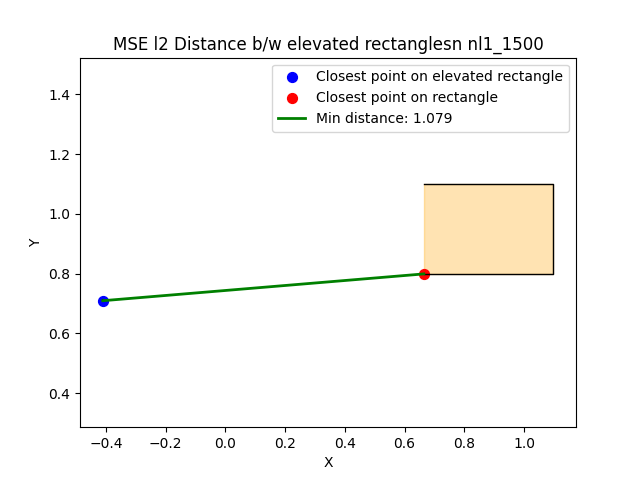 MSE l2 Distance b/w elevated rectanglesn nl1_1500
Closest point on elevated rectangle
Closest point on rectangle
Min distance: 1.079
1.4
1.2
1.0
0.8
0.6
0.4
Y
−0.4 −0.2 0.0 0.2 0.4 0.6 0.8 1.0
X